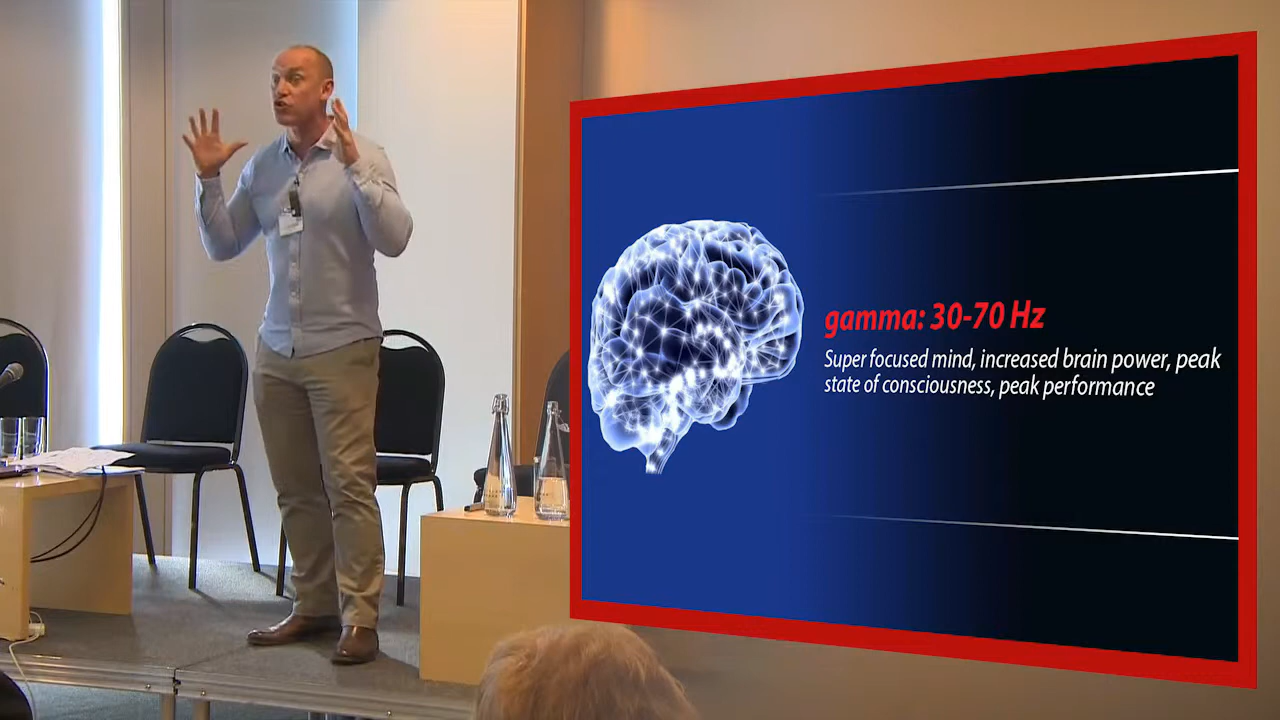 gamma: 30-70 Hz
Super focused mind, increased brain power, peak
state of consciousness, peak performance